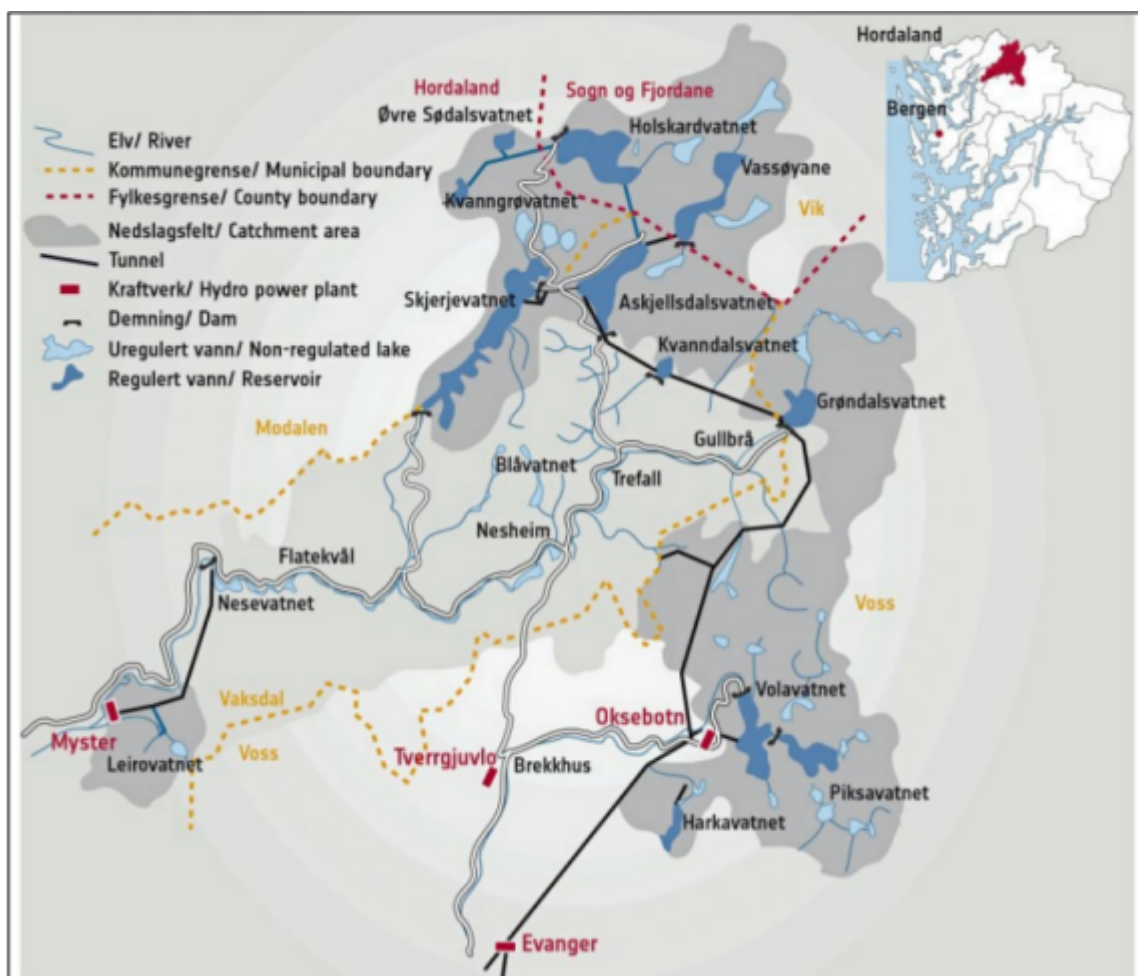 Hordaland
Bergen
Hordaland
Sogn og Fjordane
Øvre Sødalsvatnet
Holskardvatnet
Elv/ River
Kommunegrense/ Municipal boundary
Fylkesgrense/ County boundary
Nedslagsfelt/ Catchment area
Tunnel
Kraftverk/ Hydro power plant
Demning/ Dam
Uregulert vann/ Non-regulated lake
Regulert vann/ Reservoir
Vassøyane
Kvanngrøvatnet
Vik
Skjerjevatnet
Askjellsdalsvatnet
Kvanndalsvatnet
Grøndalsvatnet
Modalen
Gullbrå
Blåvatnet
Trefall
Nesheim
Flatekvål
Nesevatnet
Voss
Vaksdal
Volavatnet
Oksebotn
Myster
Voss
Leirovatnet
Tverrgjuvlo
Brekkhus
Piksavatnet
Harkavatnet
Evanger